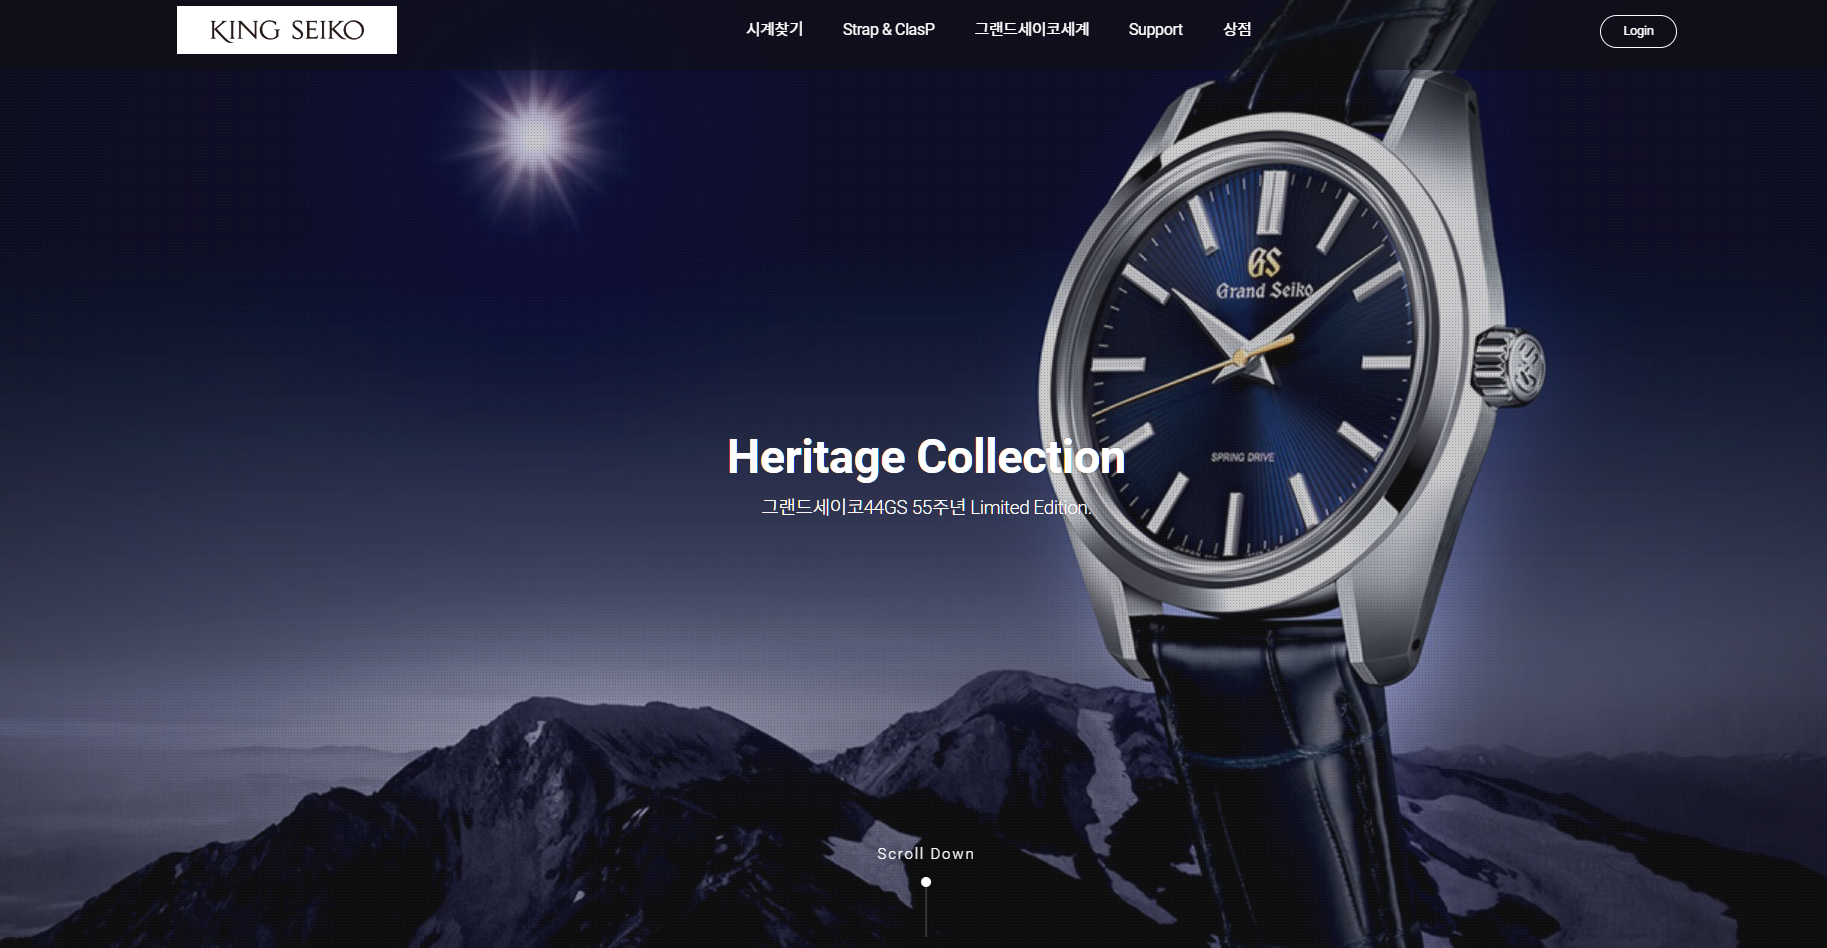 KING SEIKO
시계찾기
Strap & ClasP
그랜드세이코세계
Support
상점
Login
GS
Grand Seiko
Heritage Collection
SPRING DRIVE
그랜드세이코44GS 55주년 Limited Edition.
Scroll Down